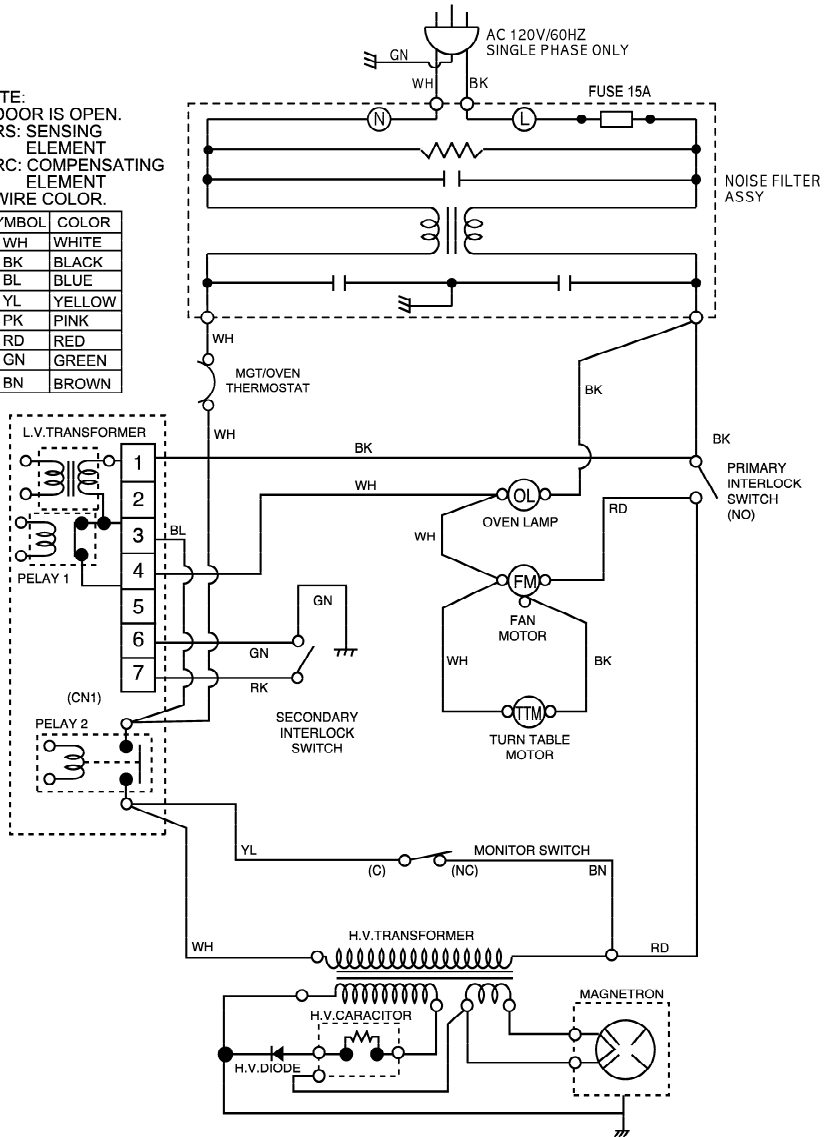 AC 120V/60HZ
SINGLE PHASE ONLY
GN
WH
BK
FUSE 15A
N
L
NOISE FILTER
ASSY
TE:
DOOR IS OPEN.
RS: SENSING
ELEMENT
RC: COMPENSATING
ELEMENT
WIRE COLOR.
YMBOL COLOR
WH WHITE
BK BLACK
BL BLUE
YL YELLOW
PK PINK
RD RED
GN GREEN
BN BROWN
WH
MGT/OVEN
THERMOSTAT
WH
BK
L.V.TRANSFORMER
BK
BK
PRIMARY
INTERLOCK
SWITCH
(NO)
1
2
3
4
5
6
7
WH
OL
OVEN LAMP
RD
BL
WH
PELAY 1
FM
FAN
MOTOR
GN
GN
RK
WH
BK
(CN1)
PELAY 2
SECONDARY
INTERLOCK
SWITCH
TTM
TURN TABLE
MOTOR
YL
MONITOR SWITCH
(C)
(NC)
BN
WH
H.V.TRANSFORMER
RD
MAGNETRON
H.V.CARACITOR
H.V.DIODE